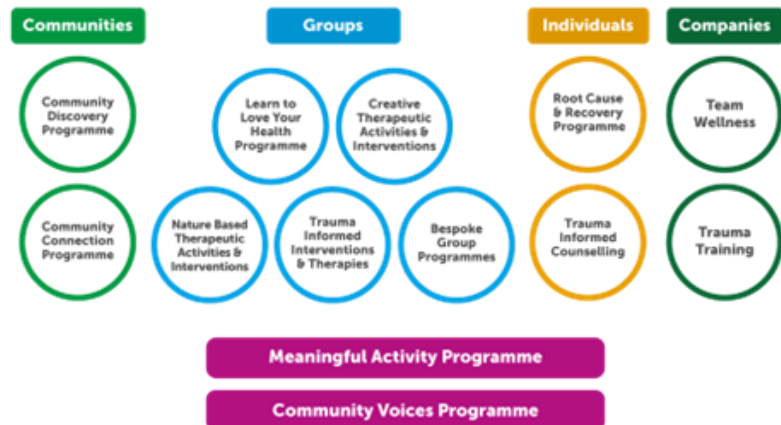 Communities
Groups
Individuals
Companies
Community
Discovery
Programme
Learn to
Love Your
Health
Programme
Creative
Therapeutic
Activities &
Interventions
Root Cause
& Recovery
Programme
Team
Wellness
Community
Connection
Programme
Nature Based
Therapeutic
Activities &
Interventions
Trauma
Informed
Interventions
& Therapies
Bespoke
Group
Programmes
Trauma
Informed
Counselling
Trauma
Training
Meaningful Activity Programme
Community Voices Programme